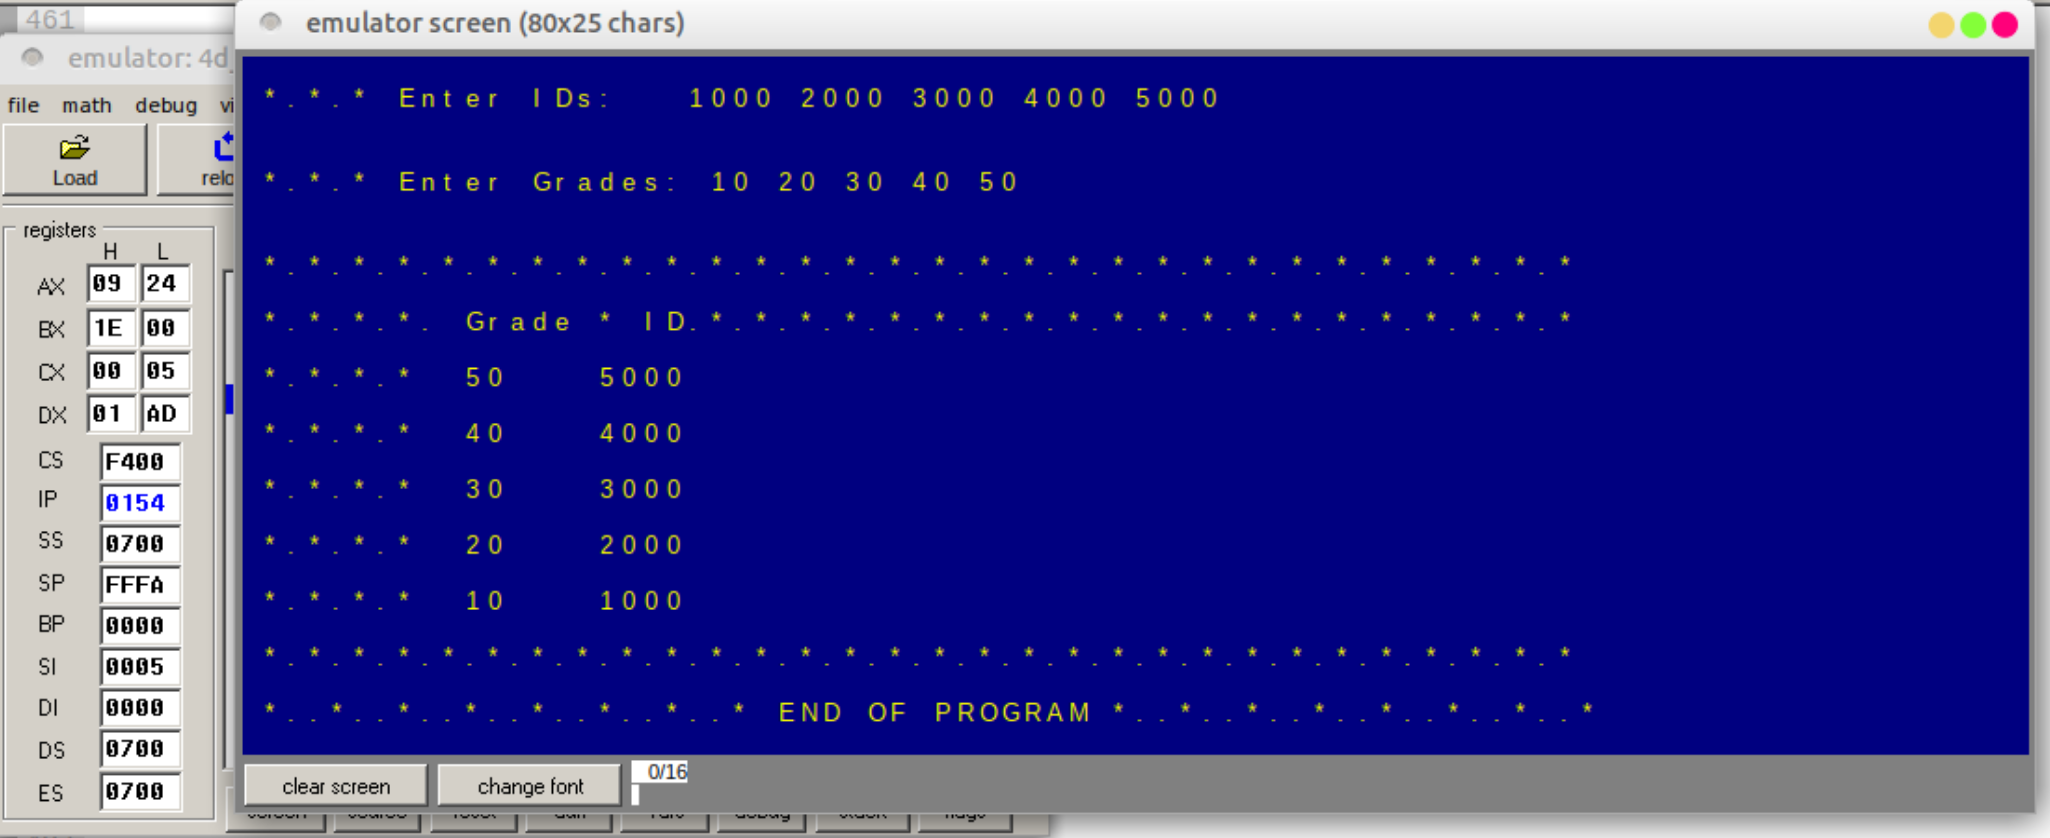 461
emulator screen (80x25 chars)
emulator: 4d_
file math debug vi
Load
relo
registers
H L
AX 09 24
BX 1E 00
CX 00 05
DX 01 AD
CS F400
IP 0154
SS 0700
SP FFFA
BP 0000
SI 0005
DI 0000
DS 0700
ES 0700
*.*.* Enter IDs: 1000 2000 3000 4000 5000
*.*.* Enter Grades: 10 20 30 40 50
*.*.*.*.*.*.*.*.*.*.*.*.*.*.*.*.*.*.*.*.*.*.*.*.*.*.*.*.*.*
*.*.*.*. Grade * ID.*.*.*.*.*.*.*.*.*.*.*.*.*.*.*.*.*.*.*.*
*.*.*.* 50 5000
*.*.*.* 40 4000
*.*.*.* 30 3000
*.*.*.* 20 2000
*.*.*.* 10 1000
*.*.*.*.*.*.*.*.*.*.*.*.*.*.*.*.*.*.*.*.*.*.*.*.*.*.*.*.*.*
*..*..*..*..*..*..*..* END OF PROGRAM *..*..*..*..*..*..*..*
clear screen
change font
0/16